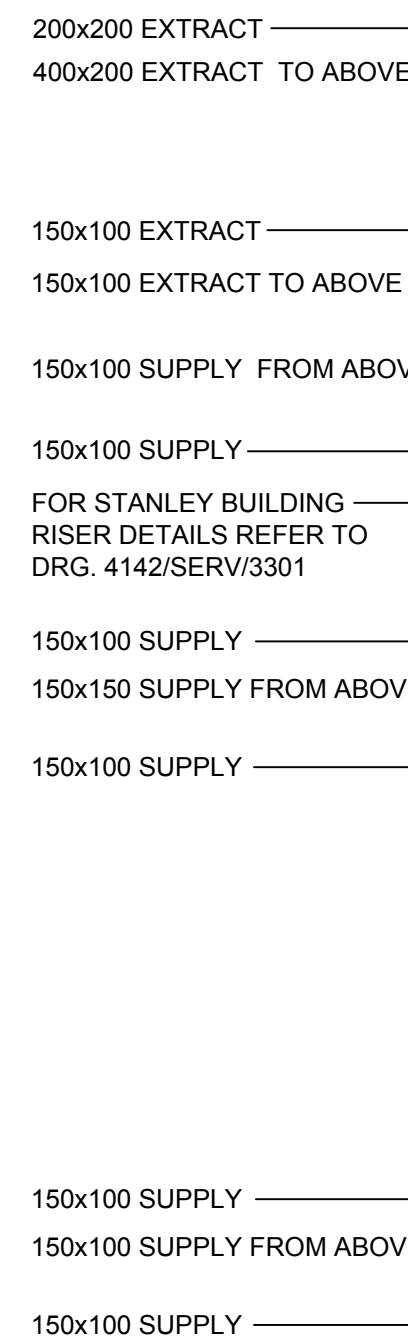 200x200 EXTRACT
400x200 EXTRACT TO ABOVE
150x100 EXTRACT
150x100 EXTRACT TO ABOVE
150x100 SUPPLY FROM ABOV
150x100 SUPPLY
FOR STANLEY BUILDING
RISER DETAILS REFER TO
DRG. 4142/SERV/3301
150x100 SUPPLY
150x150 SUPPLY FROM ABOV
150x100 SUPPLY
150x100 SUPPLY
150x100 SUPPLY FROM ABOV
150x100 SUPPLY